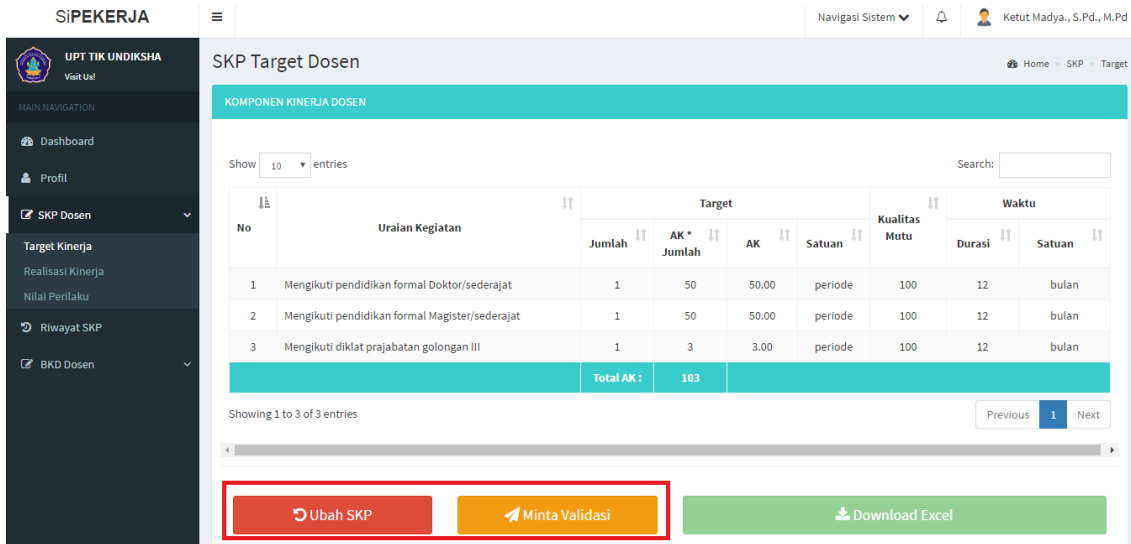 SiPEKERJA
Navigasi Sistem
Ketut Madya., S.Pd., M.Pd
UPT TIK UNDIKSHA
Visit Us!
MAIN NAVIGATION
Dashboard
Profil
SKP Dosen
Target Kinerja
Realisasi Kinerja
Nilai Perilaku
Riwayat SKP
BKD Dosen
SKP Target Dosen
Home > SKP > Target
KOMPONEN KINERJA DOSEN
Show 10 entries
Search:
No Uraian Kegiatan Target Kualitas Mutu Waktu
Jumlah AK * Jumlah AK Satuan Durasi Satuan
1 Mengikuti pendidikan formal Doktor/sederajat 1 50 50.00 periode 100 12 bulan
2 Mengikuti pendidikan formal Magister/sederajat 1 50 50.00 periode 100 12 bulan
3 Mengikuti diklat prajabatan golongan III 1 3 3.00 periode 100 12 bulan
Total AK : 103
Showing 1 to 3 of 3 entries
Previous 1 Next
Ubah SKP Minta Validasi Download Excel